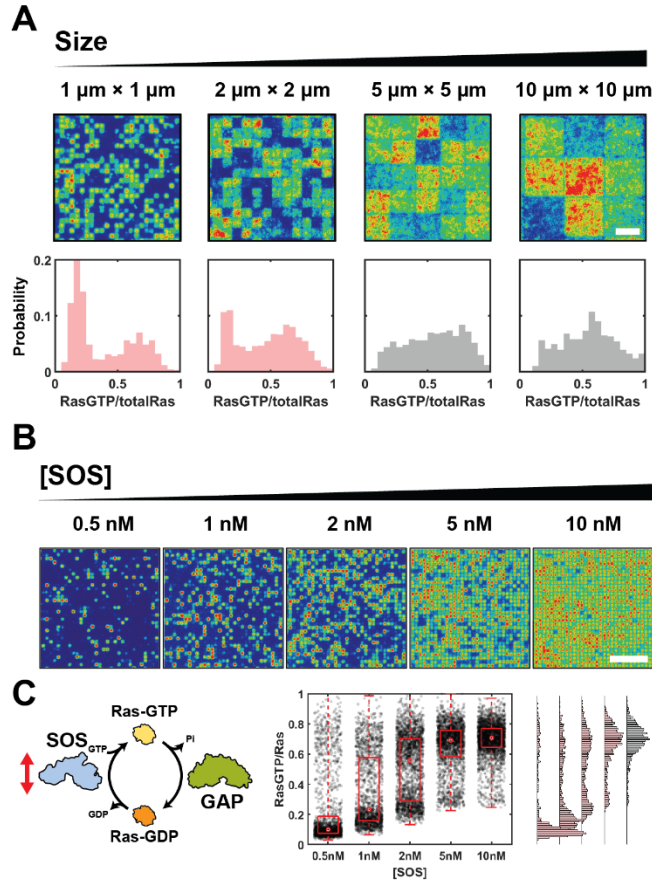 A
Size
1 µm × 1 µm 2 µm × 2 µm 5 µm × 5 µm 10 µm × 10 µm
0.2
0.1
0
Probability
0 0.5 1 0 0.5 1 0 0.5 1 0 0.5 1
RasGTP/totalRas RasGTP/totalRas RasGTP/totalRas RasGTP/totalRas
B
[SOS]
0.5 nM 1 nM 2 nM 5 nM 10 nM
C
Ras-GTP
SOS
GTP
Pi
GAP
GDP
Ras-GDP
RasGTP/Ras
1
0.8
0.6
0.4
0.2
0
0.5nM 1nM 2nM 5nM 10nM
[SOS]